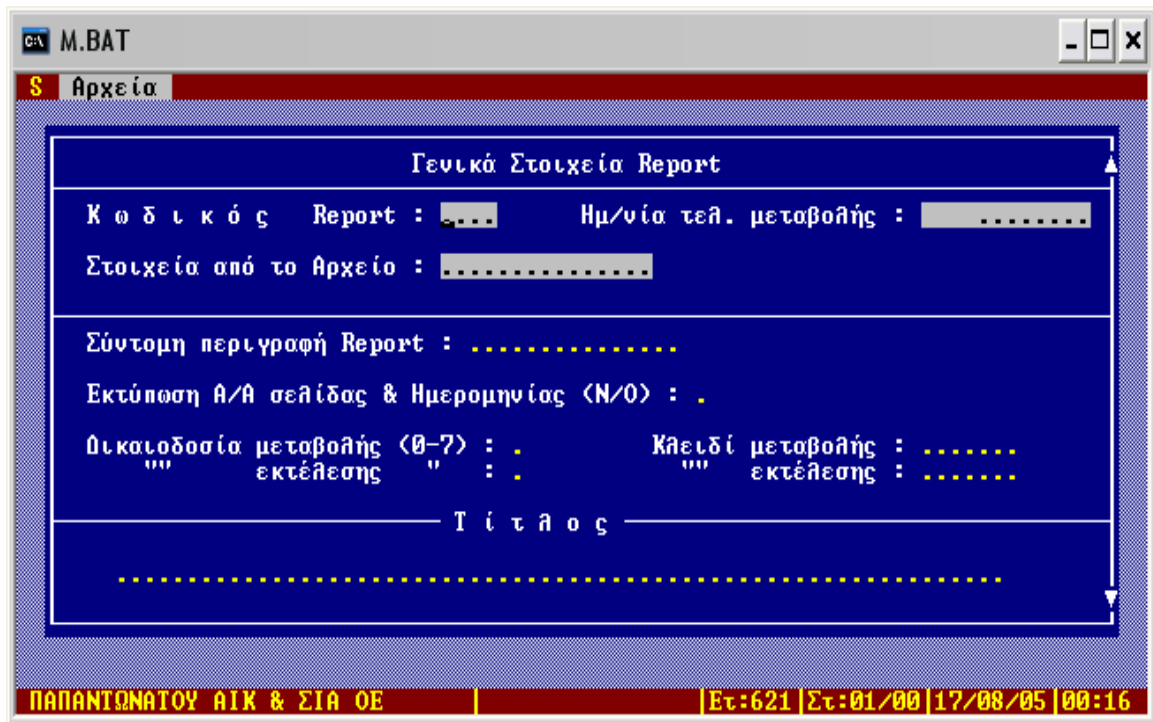 M.BAT
S Αρχεία
Γενικά Στοιχεία Report
Κ ω δ ι κ ό ς Report : .... Ημ/νία τελ. μεταβολής : ........
Στοιχεία από το Αρχείο : ...............
Σύντομη περιγραφή Report : ...............
Εκτύπωση Α/Α σελίδας & Ημερομηνίας (Ν/Ο) : .
Δικαιοδοσία μεταβολής (0-7) : . Κλειδί μεταβολής : .......
"" εκτέλεσης " : . "" εκτέλεσης : .......
Τ ί τ λ ο ς
...............................................................
ΠΑΠΑΝΤΩΝΑΤΟΥ ΑΙΚ & ΣΙΑ ΟΕ |Ετ:621|Στ:01/00|17/08/05|00:16